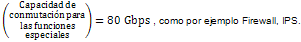 Capacidad de
conmutación para
las funciones
especiales
= 80 Gbps , como por ejemplo Firewall, IPS.